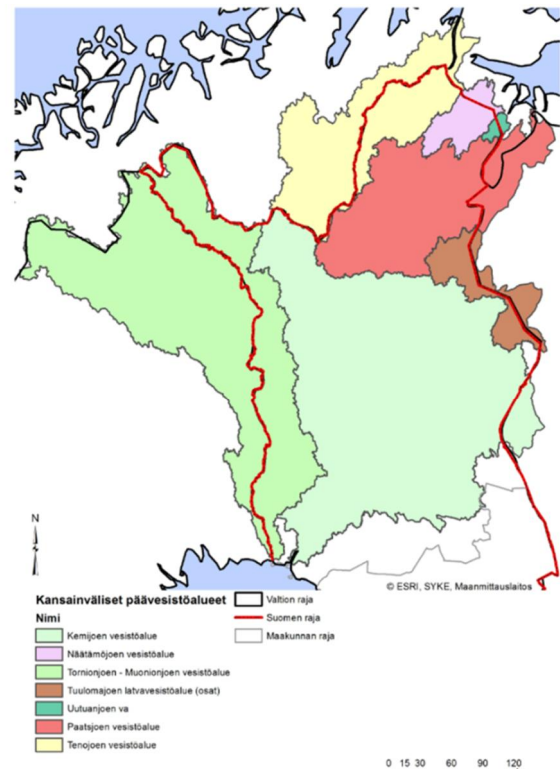 N
© ESRI, SYKE, Maanmittauslaitos
Kansainväliset päävesistöalueet
Nimi
Kemijoen vesistöalue
Näätämöjoen vesistöalue
Tornionjoen - Muonionjoen vesistöalue
Tuulomajoen latvavesistöalue (osat)
Uutuanjoen va
Paatsjoen vesistöalue
Tenojoen vesistöalue
Valtion raja
Suomen raja
Maakunnan raja
0 15 30 60 90 120